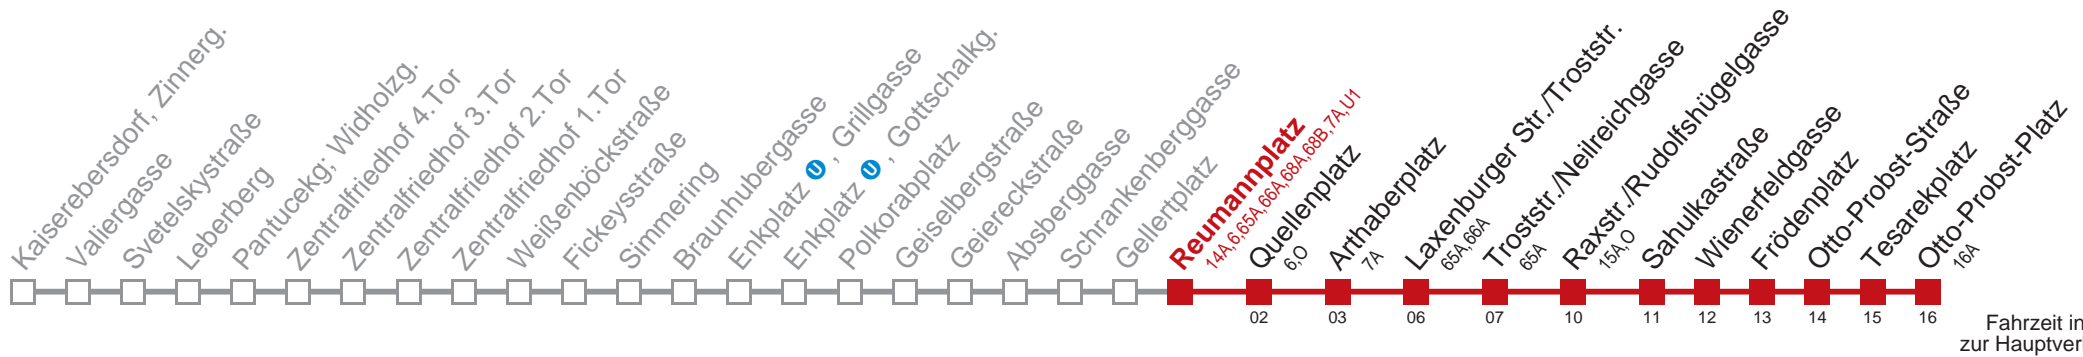 Kaiserebersdorf, Zinnerg.
Valiergasse
Svetelskystraße
Leberberg
Pantucekg; Widholzg.
Zentralfriedhof 4.Tor
Zentralfriedhof 3.Tor
Zentralfriedhof 2.Tor
Zentralfriedhof 1.Tor
Weißenböckstraße
Fickeysstraße
Simmering
Braunhubergasse
Enkplatz U , Grillgasse
Enkplatz U , Gottschalkg.
Polkorabplatz
Geiselbergstraße
Geiereckstraße
Absberggasse
Schrankenberggasse
Gellertplatz
Reumannplatz
14A,6,65A,66A,68A,68B,7A,U1
Quellenplatz
6,O
Arthaberplatz
7A
Laxenburger Str./Troststr.
65A,66A
Troststr./Neilreichgasse
65A
Raxstr./Rudolfshügelgasse
15A,O
Sahulkastraße
Wienerfeldgasse
Frödenplatz
Otto-Probst-Straße
Tesarekplatz
Otto-Probst-Platz
16A
02 03 06 07 10 11 12 13 14 15 16
Fahrzeit in
zur Hauptverl